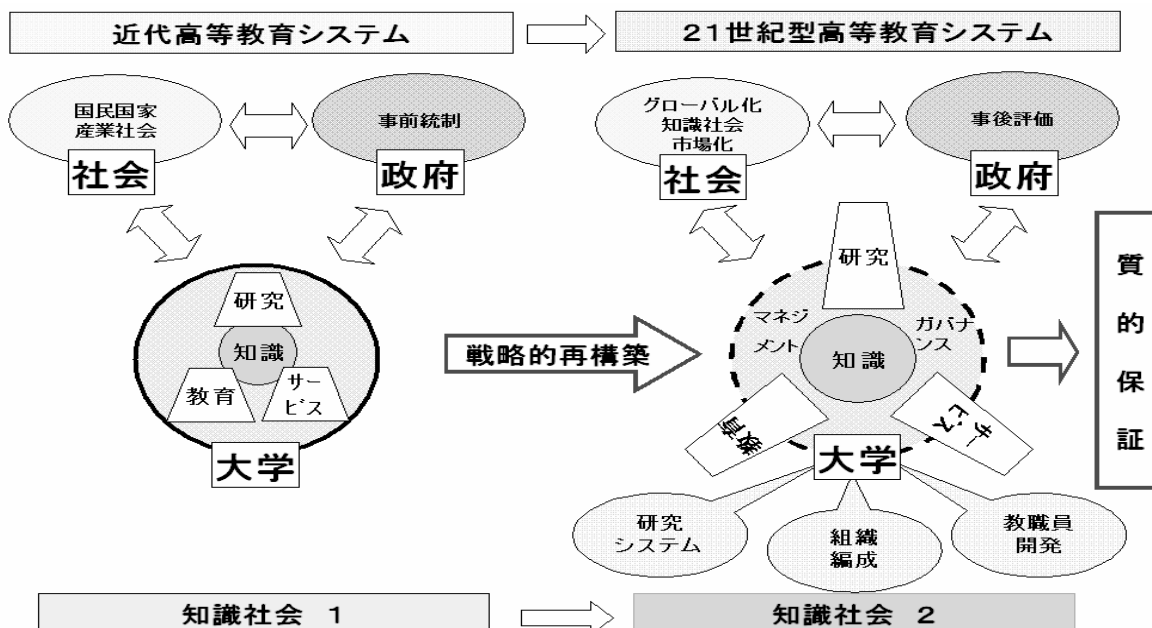 近代高等教育システム
21世紀型高等教育システム
国民国家
産業社会
社会
事前統制
政府
グローバル化
知識社会
市場化
社会
事後評価
政府
研究
知識
教育
サー
ビス
大学
戦略的再構築
研究
マネジ
メント
ガバナ
ンス
知識
教育
サー
ビス
大学
質
的
保
証
研究
システム
組織
編成
教職員
開発
知識社会 1
知識社会 2